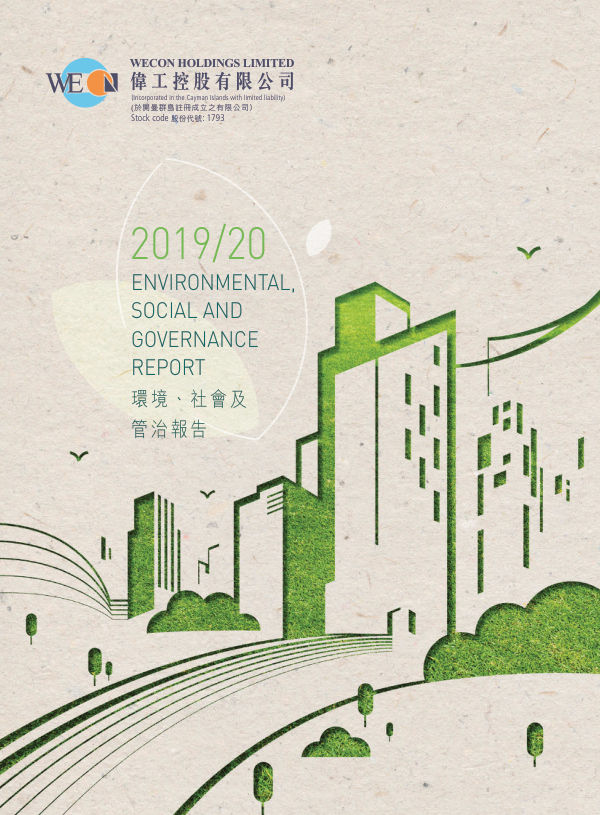 WECON
WECON HOLDINGS LIMITED
偉工控股有限公司
(Incorporated in the Cayman Islands with limited liability)
(於開曼群島註冊成立之有限公司)
Stock code 股份代號: 1793
2019/20
ENVIRONMENTAL,
SOCIAL AND
GOVERNANCE
REPORT
環境、社會及
管治報告